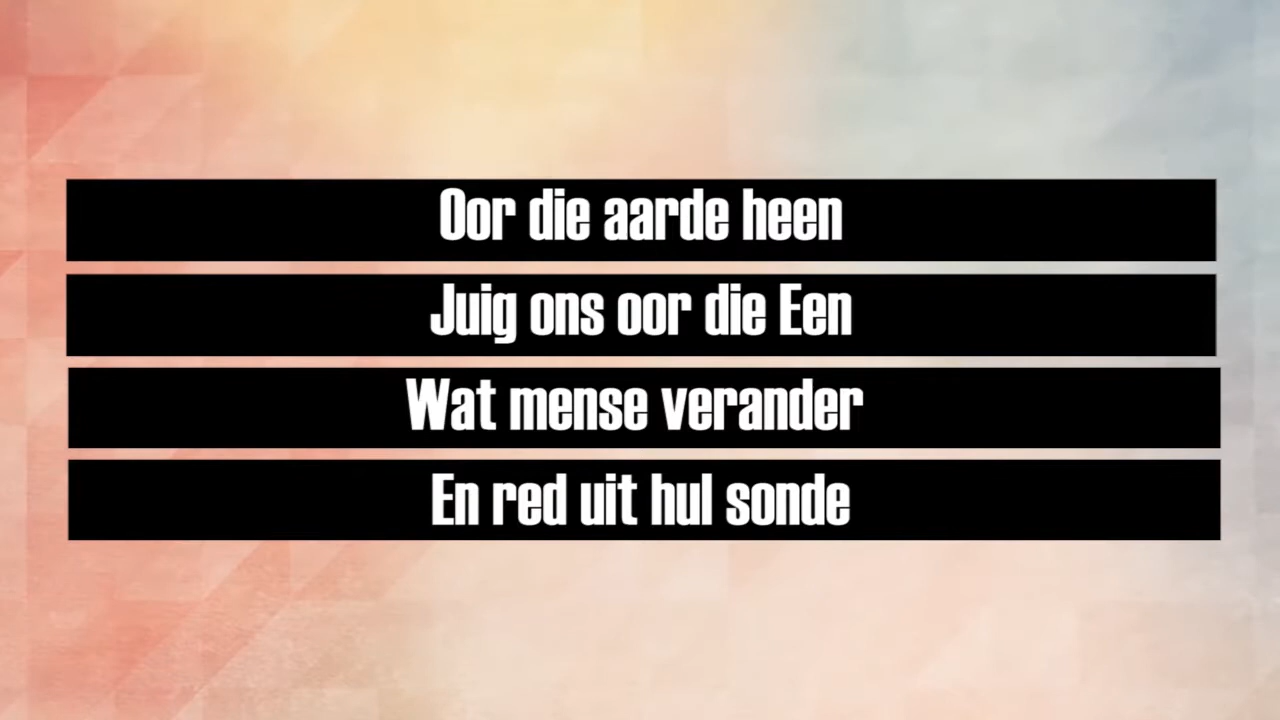 Oor die aarde heen
Juig ons oor die Een
Wat mense verander
En red uit hul sonde